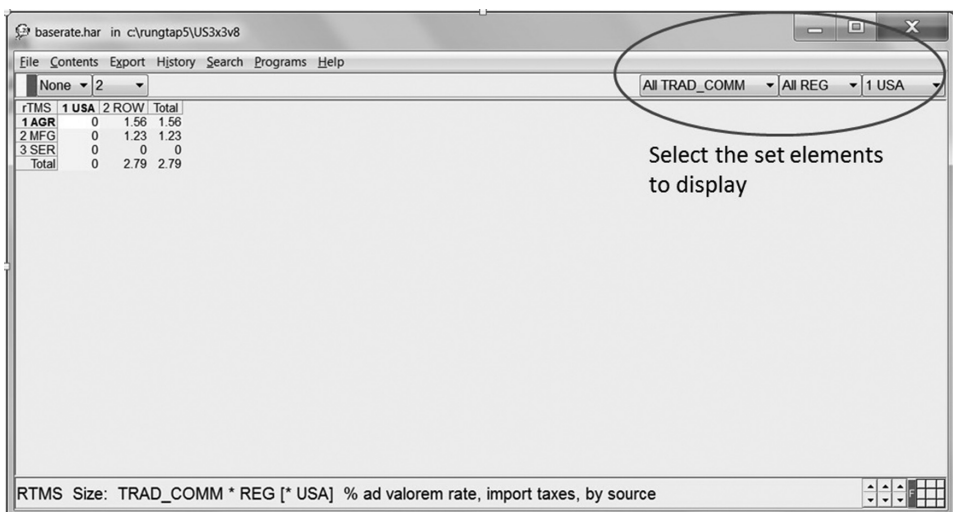 baserate.har in c:\rungtap5\US3x3v8
File Contents Export History Search Programs Help
None 2 All TRAD_COMM All REG 1 USA
rTMS 1 USA 2 ROW Total
1 AGR 0 1.56 1.56
2 MFG 0 1.23 1.23
3 SER 0 0 0
Total 0 2.79 2.79
Select the set elements
to display
RTMS Size: TRAD_COMM * REG [* USA] % ad valorem rate, import taxes, by source
F